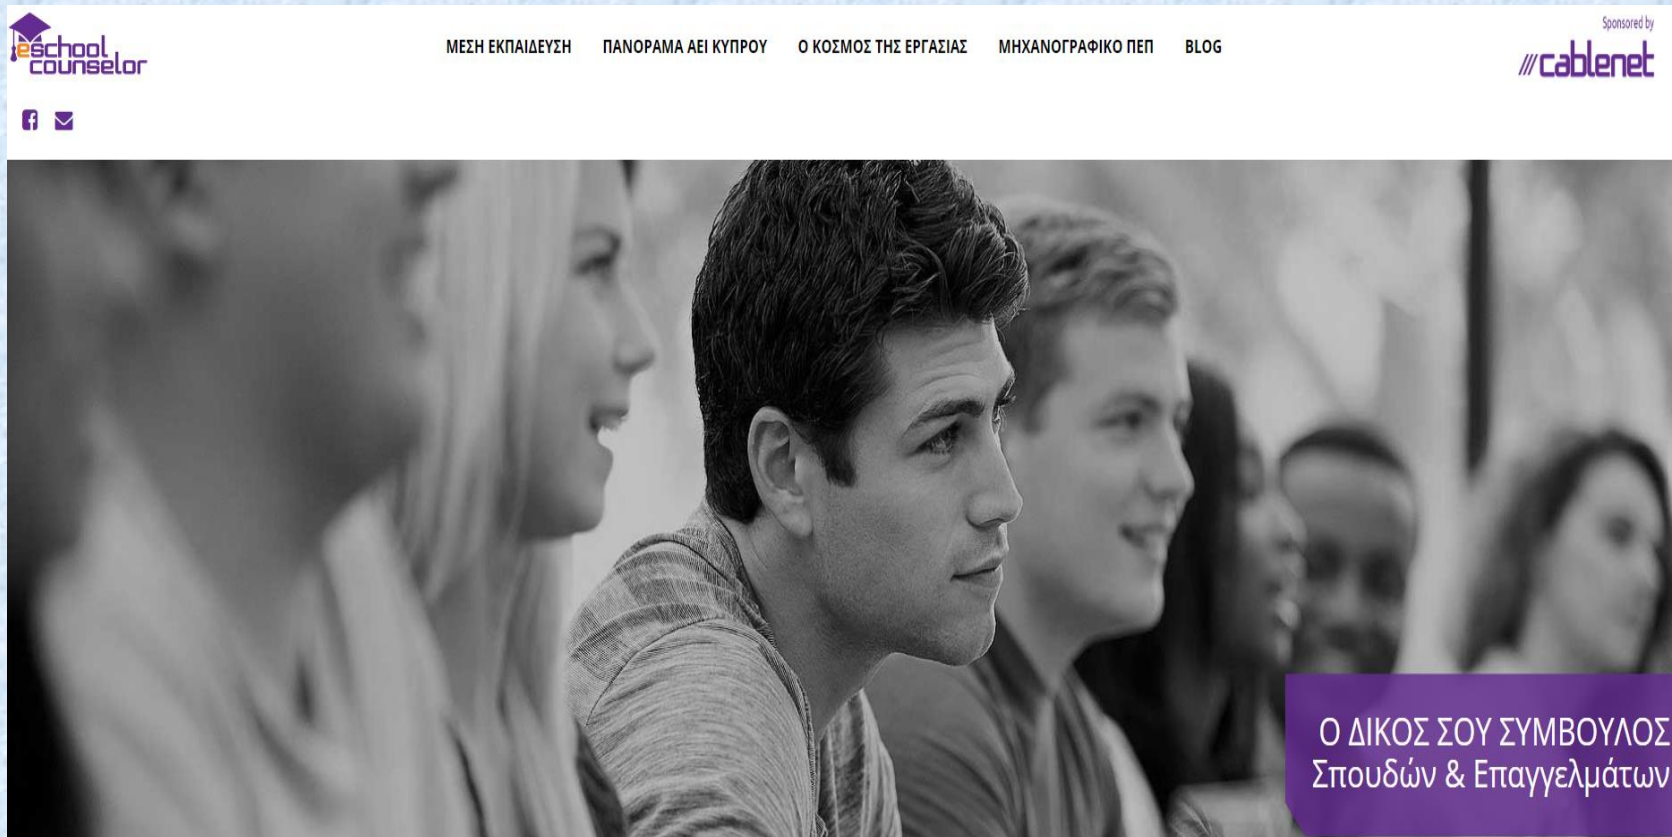 eschool
counselor
ΜΕΣΗ ΕΚΠΑΙΔΕΥΣΗ ΠΑΝΟΡΑΜΑ ΑΕΙ ΚΥΠΡΟΥ Ο ΚΟΣΜΟΣ ΤΗΣ ΕΡΓΑΣΙΑΣ ΜΗΧΑΝΟΓΡΑΦΙΚΟ ΠΕΠ BLOG
Sponsored by
cablenet
Ο ΔΙΚΟΣ ΣΟΥ ΣΥΜΒΟΥΛΟΣ
Σπουδών & Επαγγελμάτων